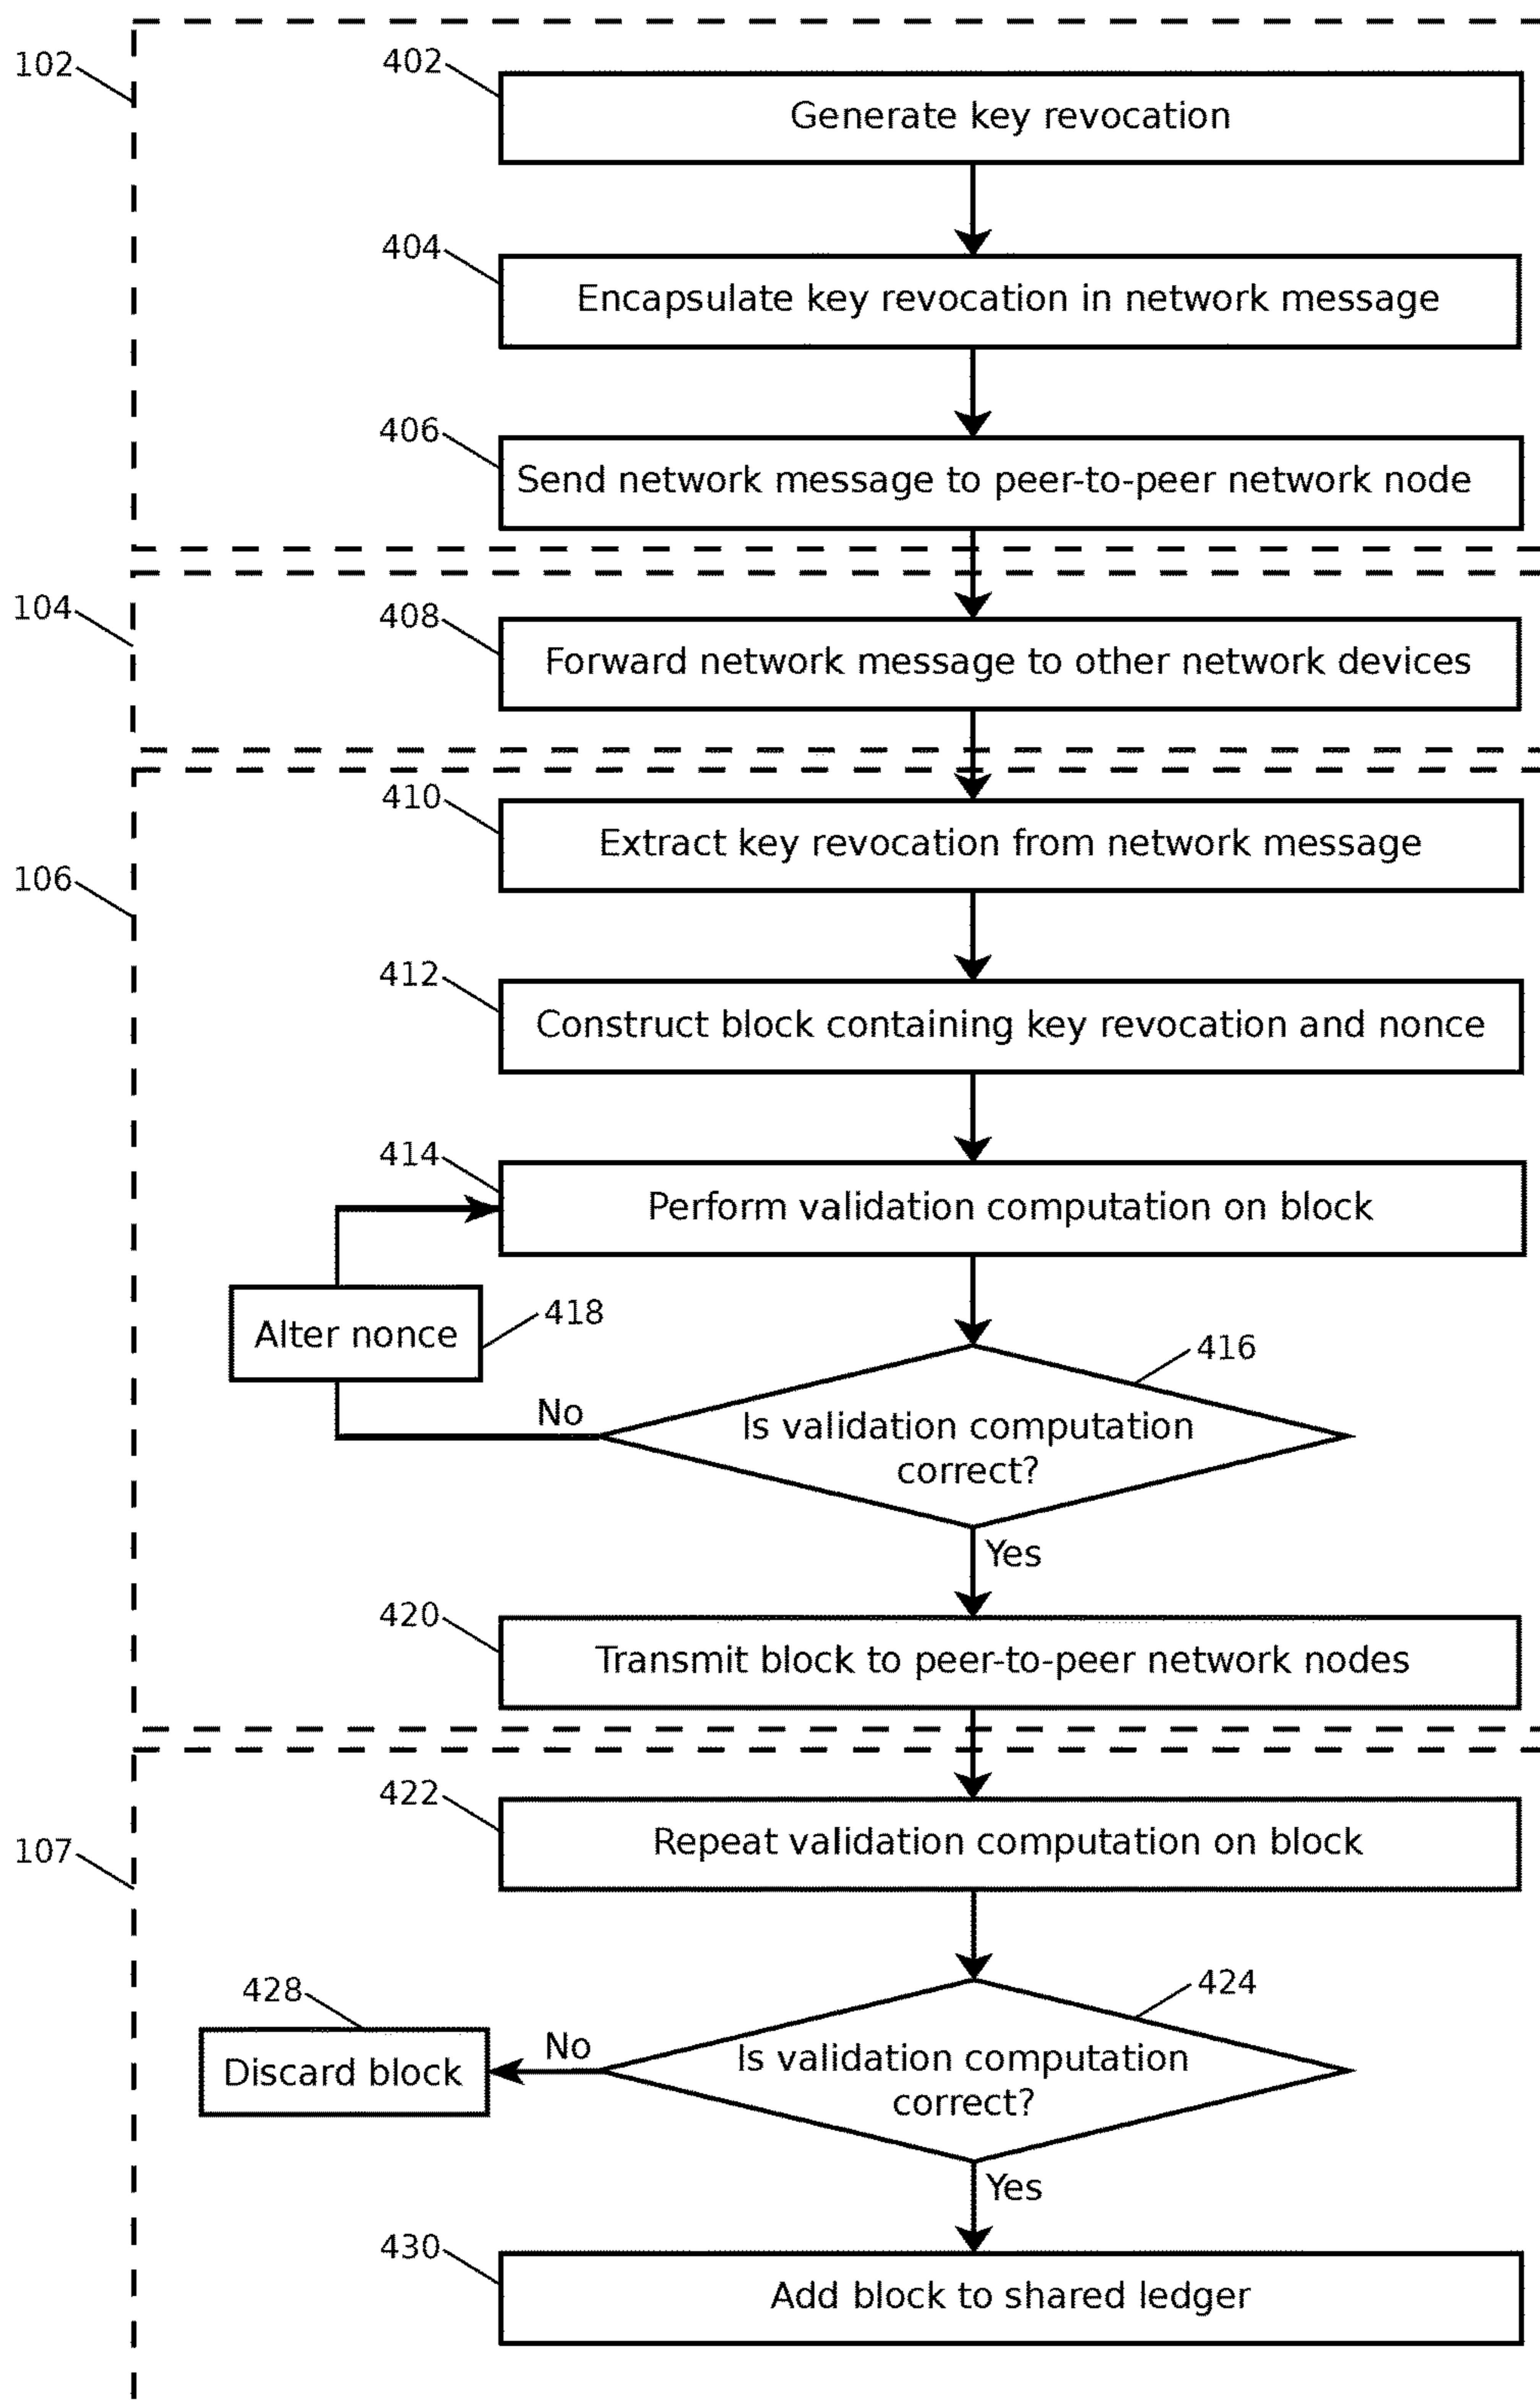 102
402
Generate key revocation
404
Encapsulate key revocation in network message
406
Send network message to peer-to-peer network node
104
408
Forward network message to other network devices
410
Extract key revocation from network message
106
412
Construct block containing key revocation and nonce
414
Perform validation computation on block
Alter nonce
418
416
No
Is validation computation
correct?
Yes
420
Transmit block to peer-to-peer network nodes
422
Repeat validation computation on block
107
428
424
Discard block
No
Is validation computation
correct?
Yes
430
Add block to shared ledger